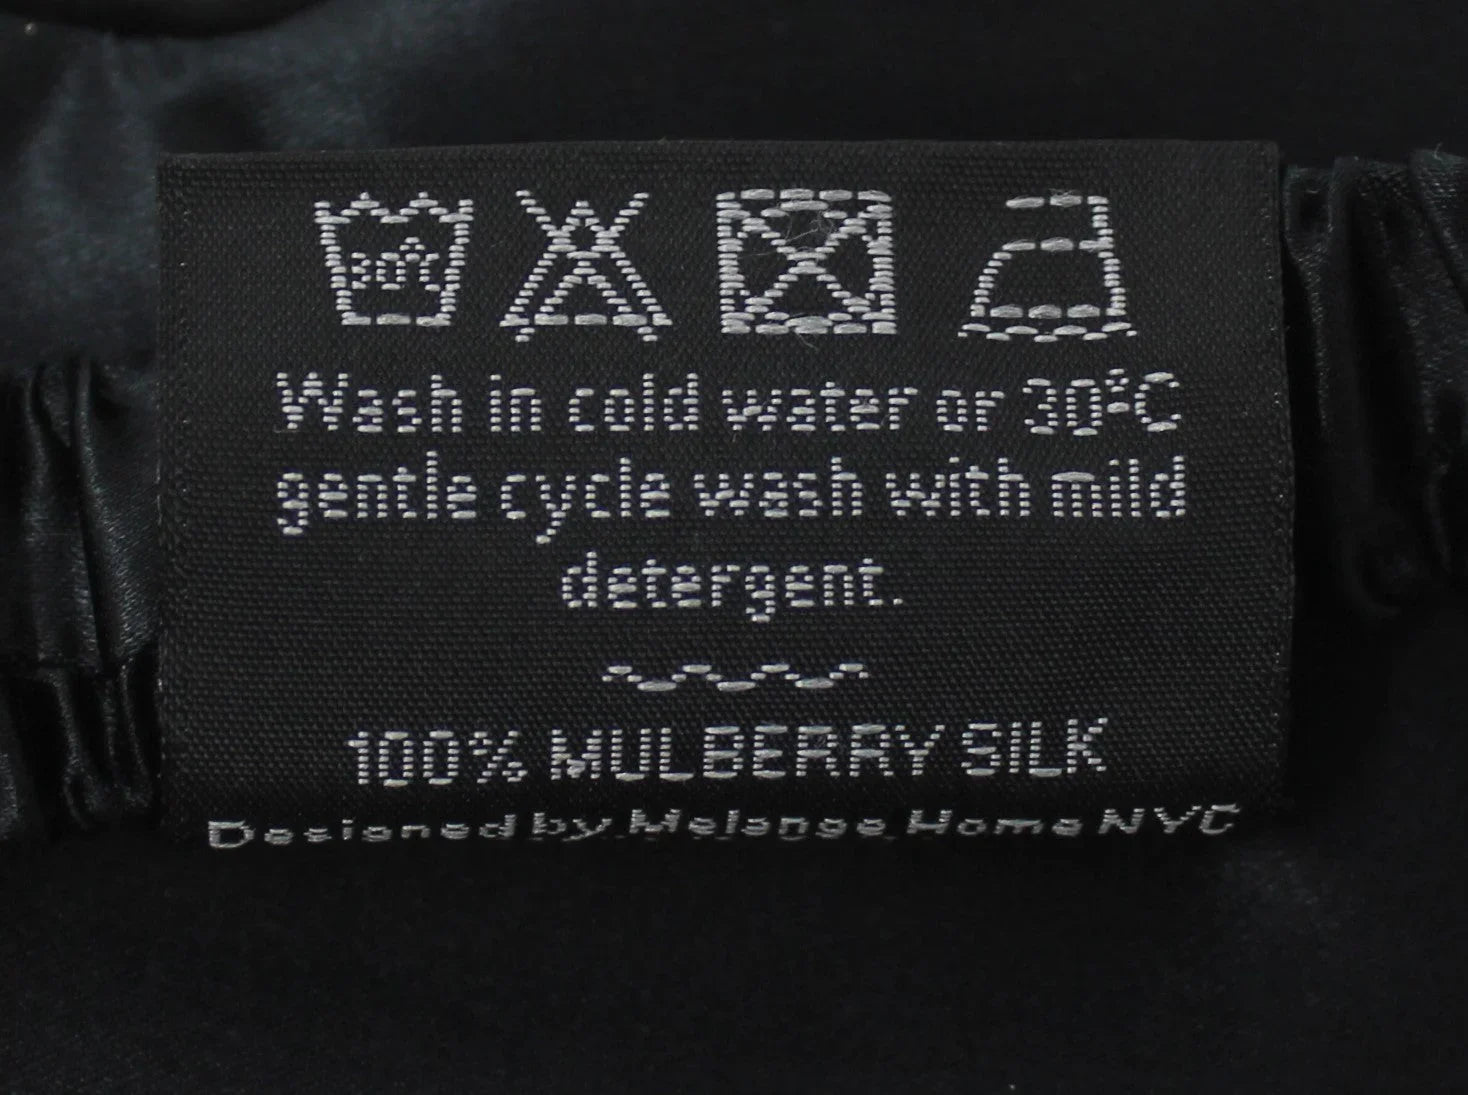 30°C
Wash in cold water or 30°C
gentle cycle wash with mild
detergent.
100% MULBERRY SILK
Designed by Melange Home NYC